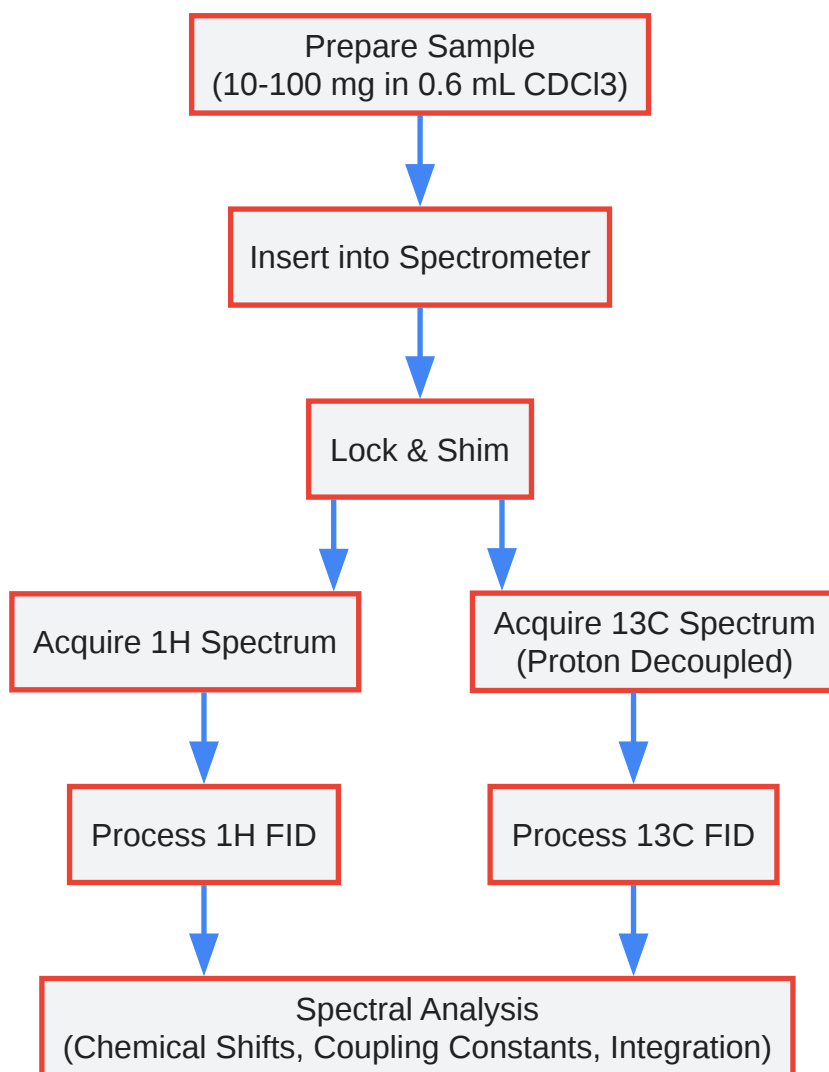 Prepare Sample
(10-100 mg in 0.6 mL CDCl3)
Insert into Spectrometer
Lock & Shim
Acquire 1H Spectrum
Acquire 13C Spectrum
(Proton Decoupled)
Process 1H FID
Process 13C FID
Spectral Analysis
(Chemical Shifts, Coupling Constants, Integration)